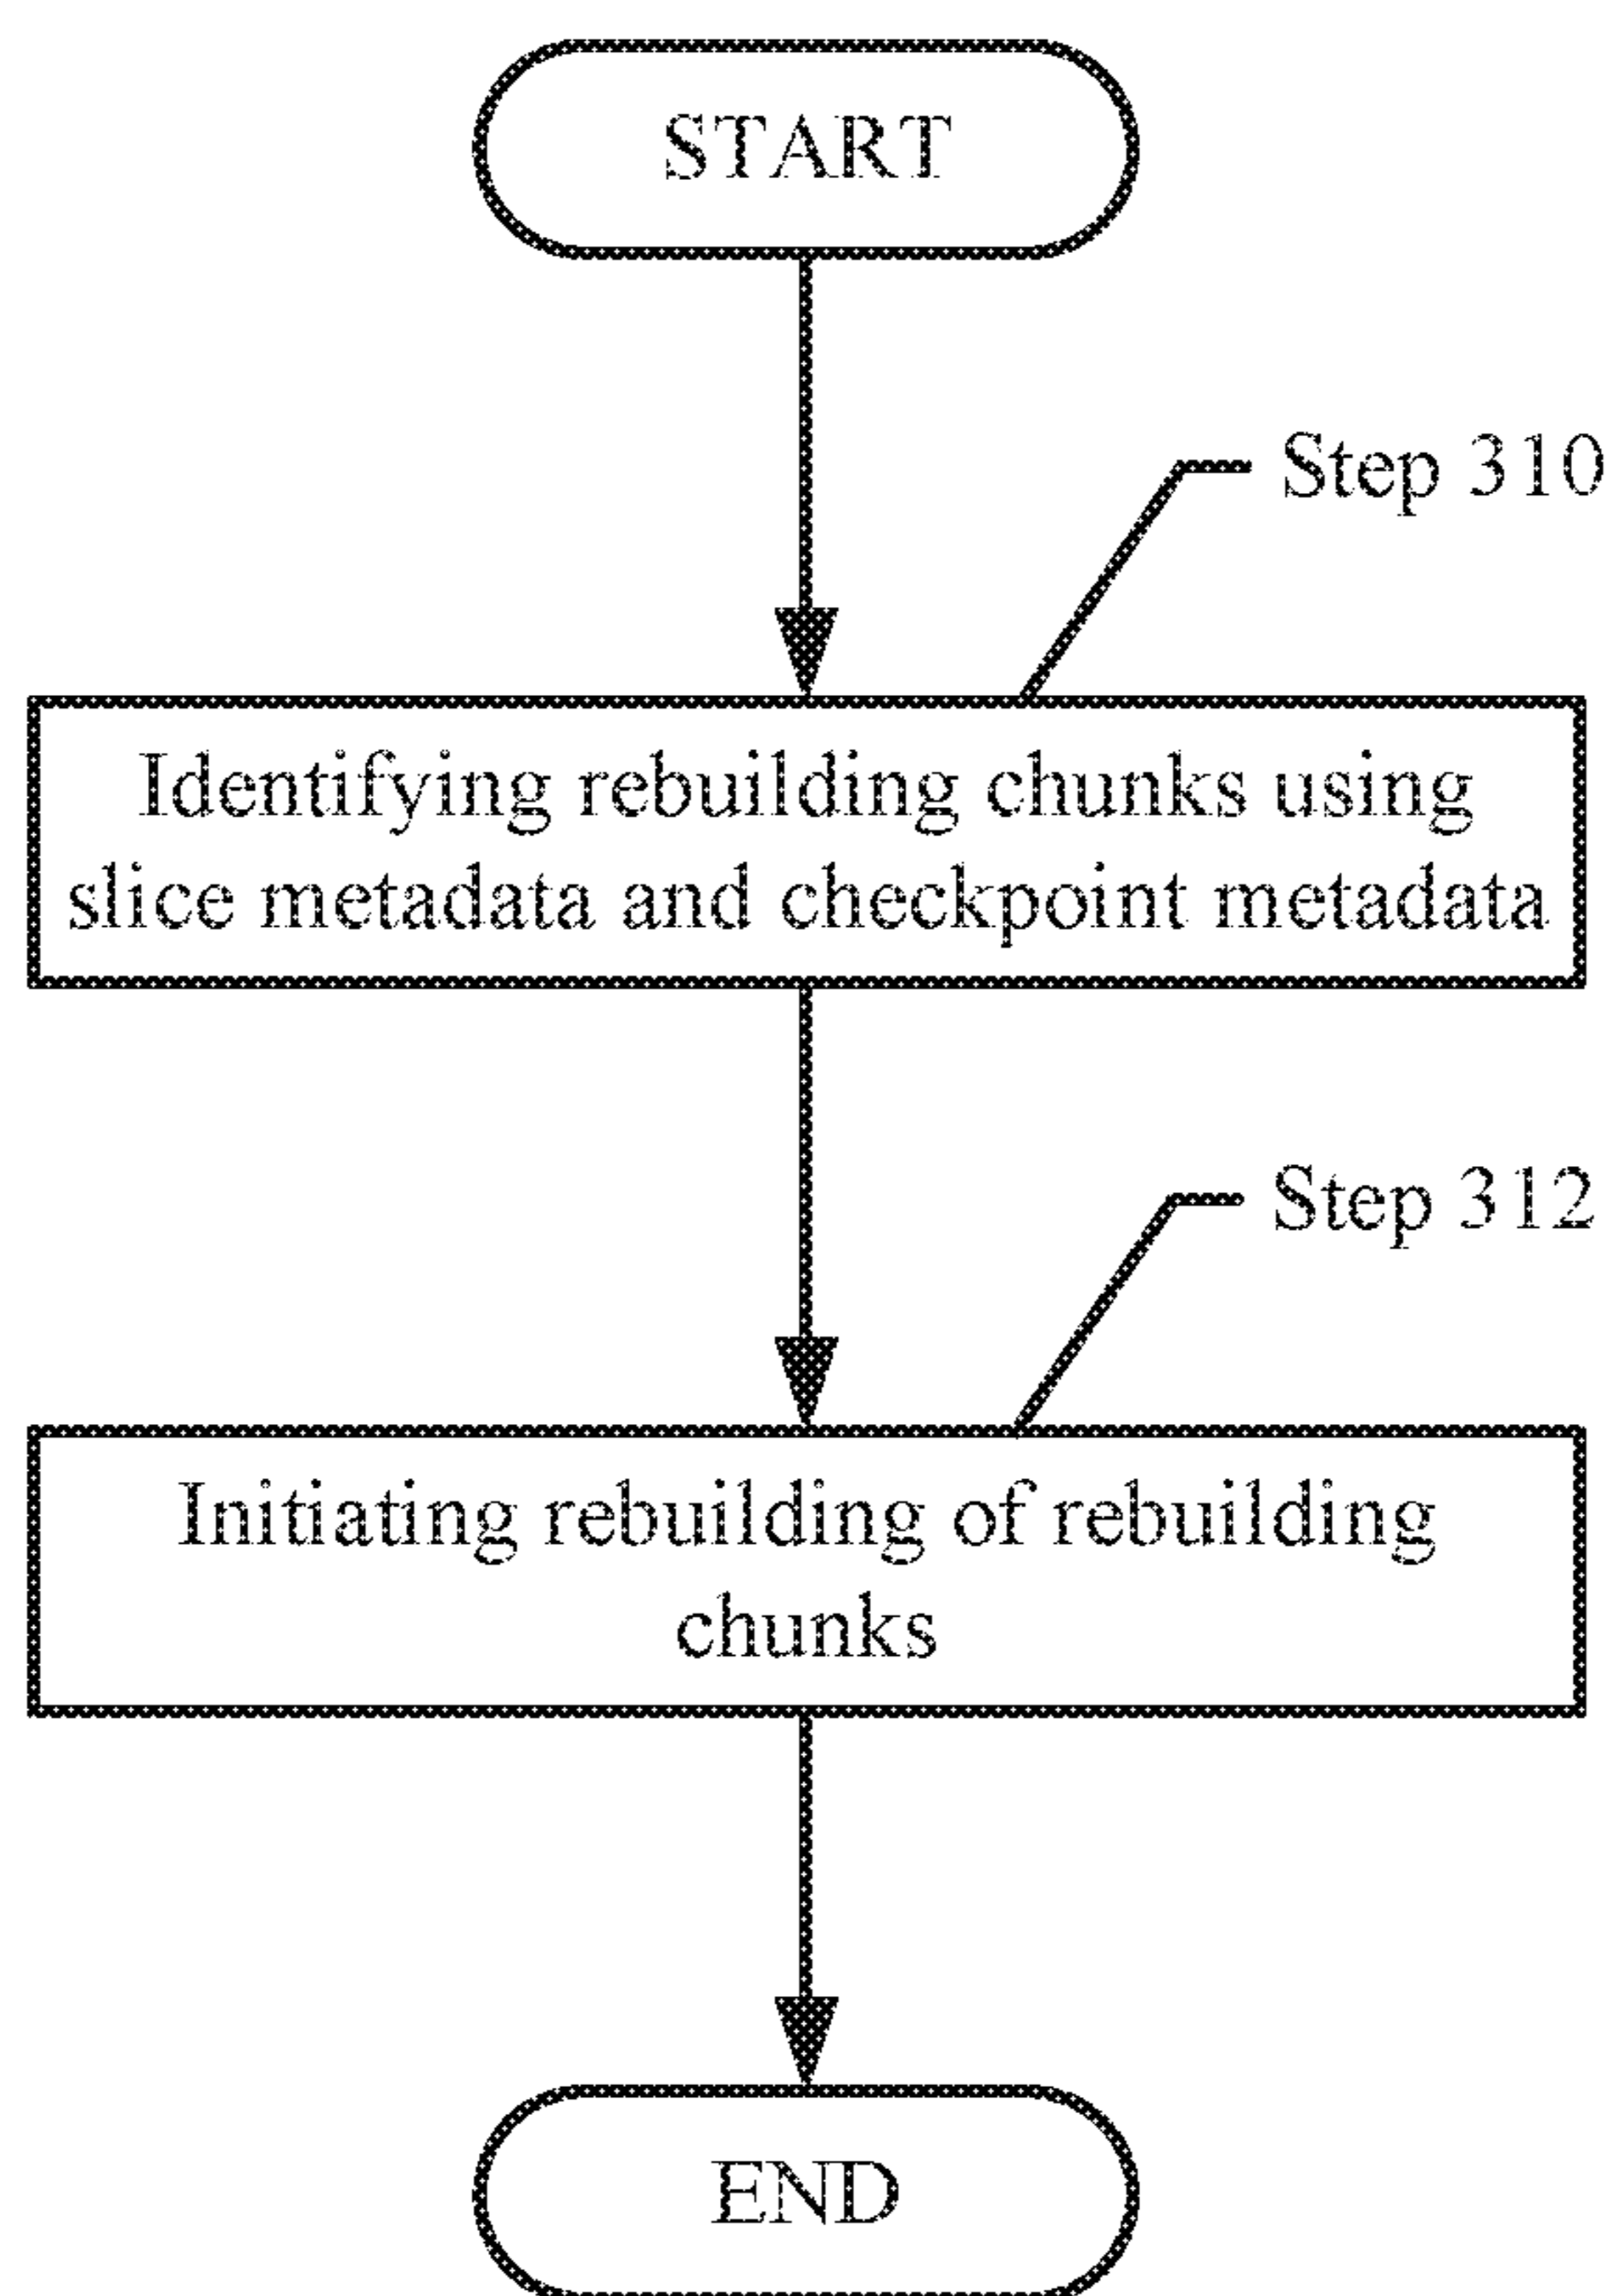 START
Step 310
Identifying rebuilding chunks using
slice metadata and checkpoint metadata
Step 312
Initiating rebuilding of rebuilding
chunks
END